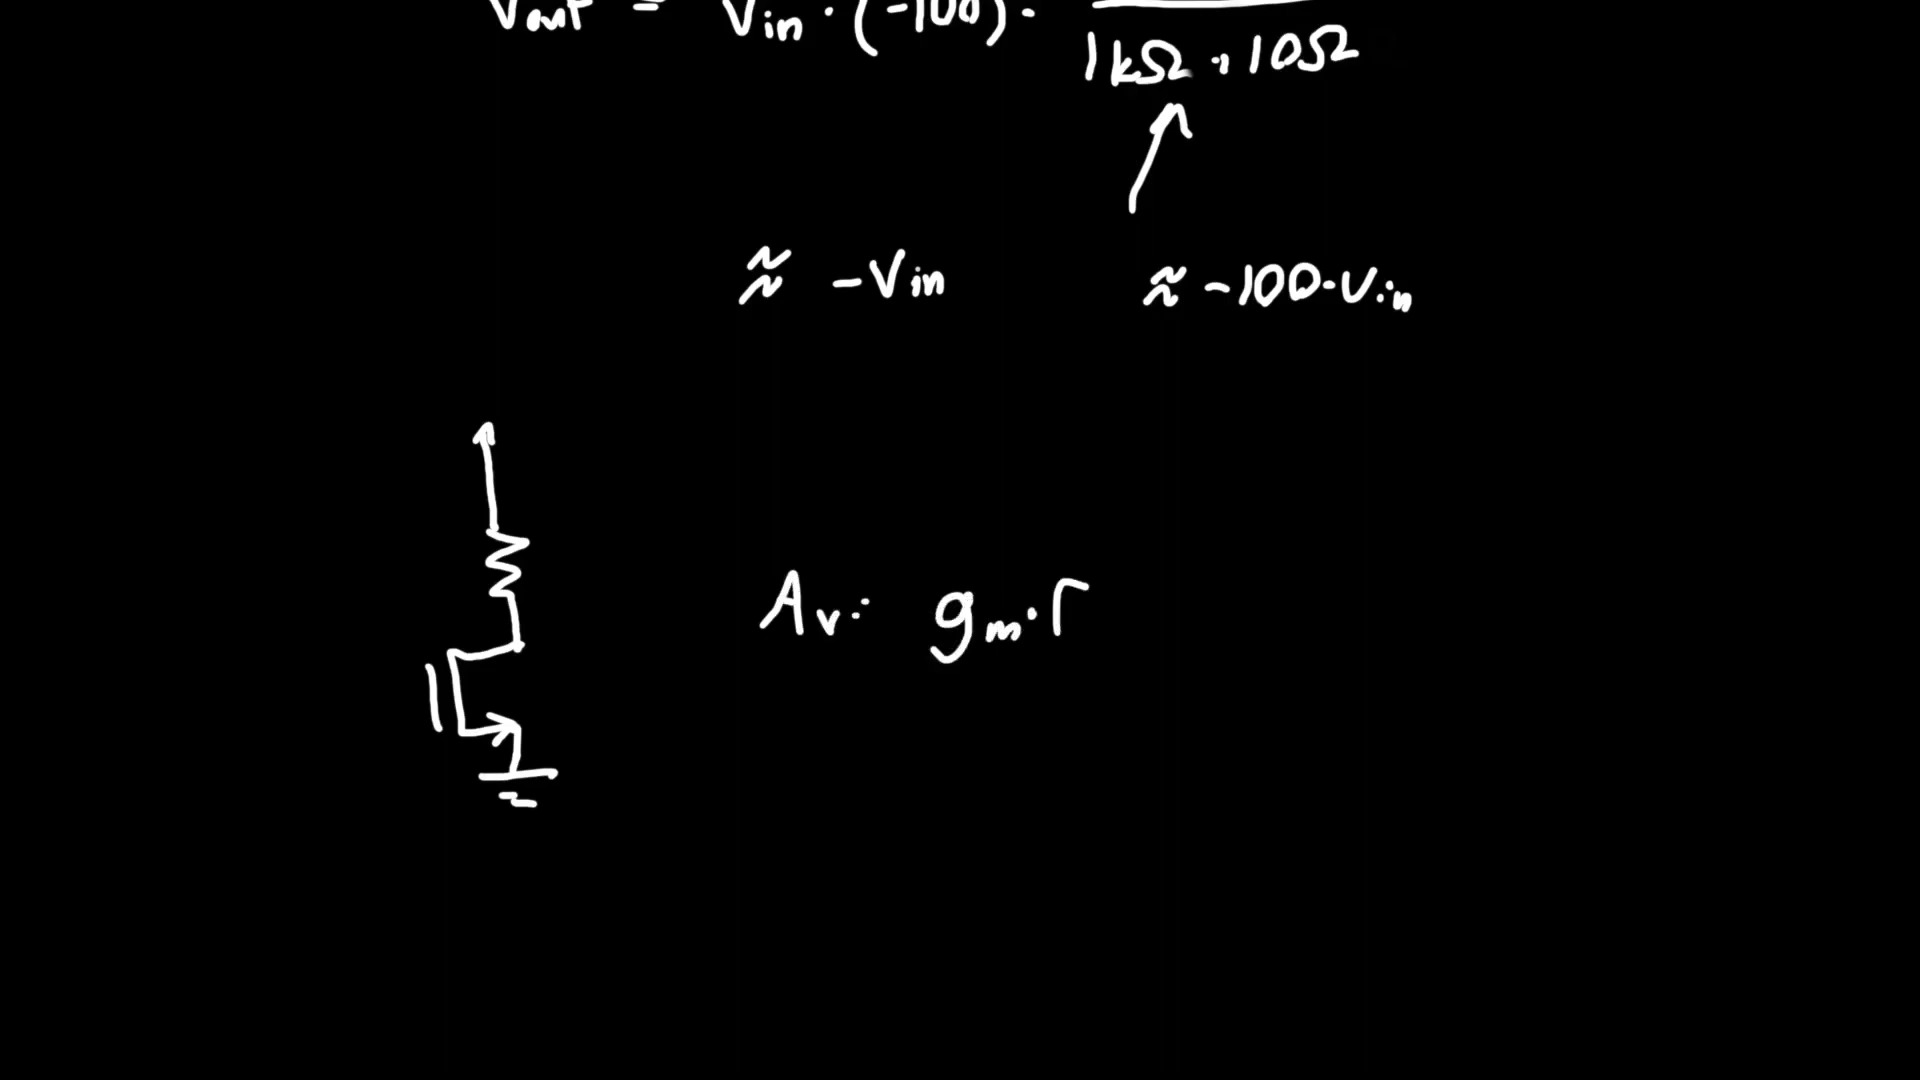 Vout = Vin · (-100) ·
1kΩ + 10Ω
≈ -Vin ≈ -100·Vin
Av: gm·r